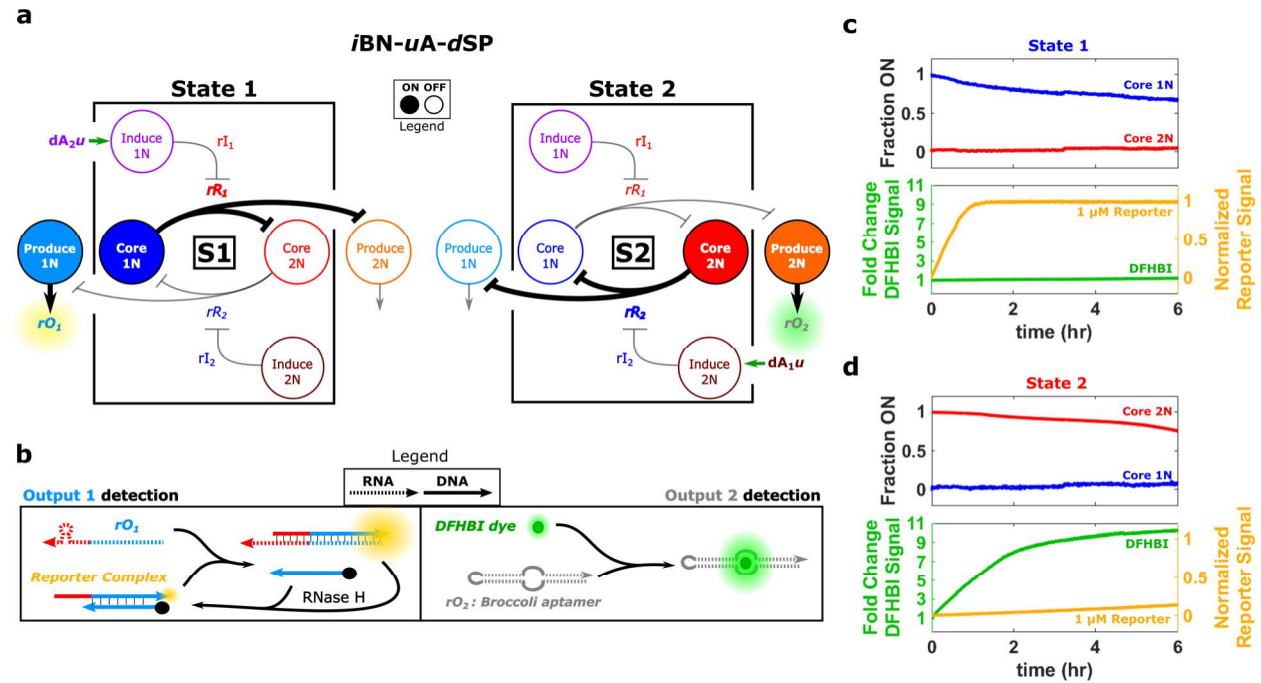 a
iBN-uA-dSP
State 1
ON OFF
Legend
State 2
dA₂u
Induce
1N
rI₁
rR₁
Produce
1N
Core
1N
S1
Core
2N
Produce
2N
rO₁
rR₂
rI₂
Induce
2N
Induce
1N
rI₁
rR₁
Produce
1N
Core
1N
S2
Core
2N
Produce
2N
rO₂
rR₂
rI₂
Induce
2N
dA₁u
b
Legend
RNA DNA
Output 1 detection
Output 2 detection
rO₁
Reporter Complex
RNase H
DFHBI dye
rO₂: Broccoli aptamer
c
State 1
Fraction ON
1
0.5
0
Core 1N
Core 2N
Fold Change
DFHBI Signal
11
9
7
5
3
1
1 µM Reporter
DFHBI
1
0.5
0
Normalized
Reporter Signal
0 2 4 6
time (hr)
d
State 2
Fraction ON
1
0.5
0
Core 2N
Core 1N
Fold Change
DFHBI Signal
11
9
7
5
3
1
DFHBI
1 µM Reporter
1
0.5
0
Normalized
Reporter Signal
0 2 4 6
time (hr)